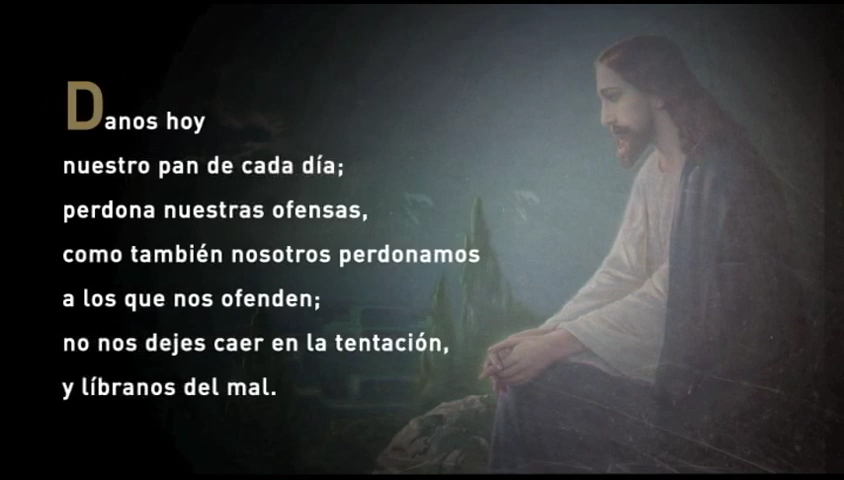 Danos hoy
nuestro pan de cada día;
perdona nuestras ofensas,
como también nosotros perdonamos
a los que nos ofenden;
no nos dejes caer en la tentación,
y líbranos del mal.